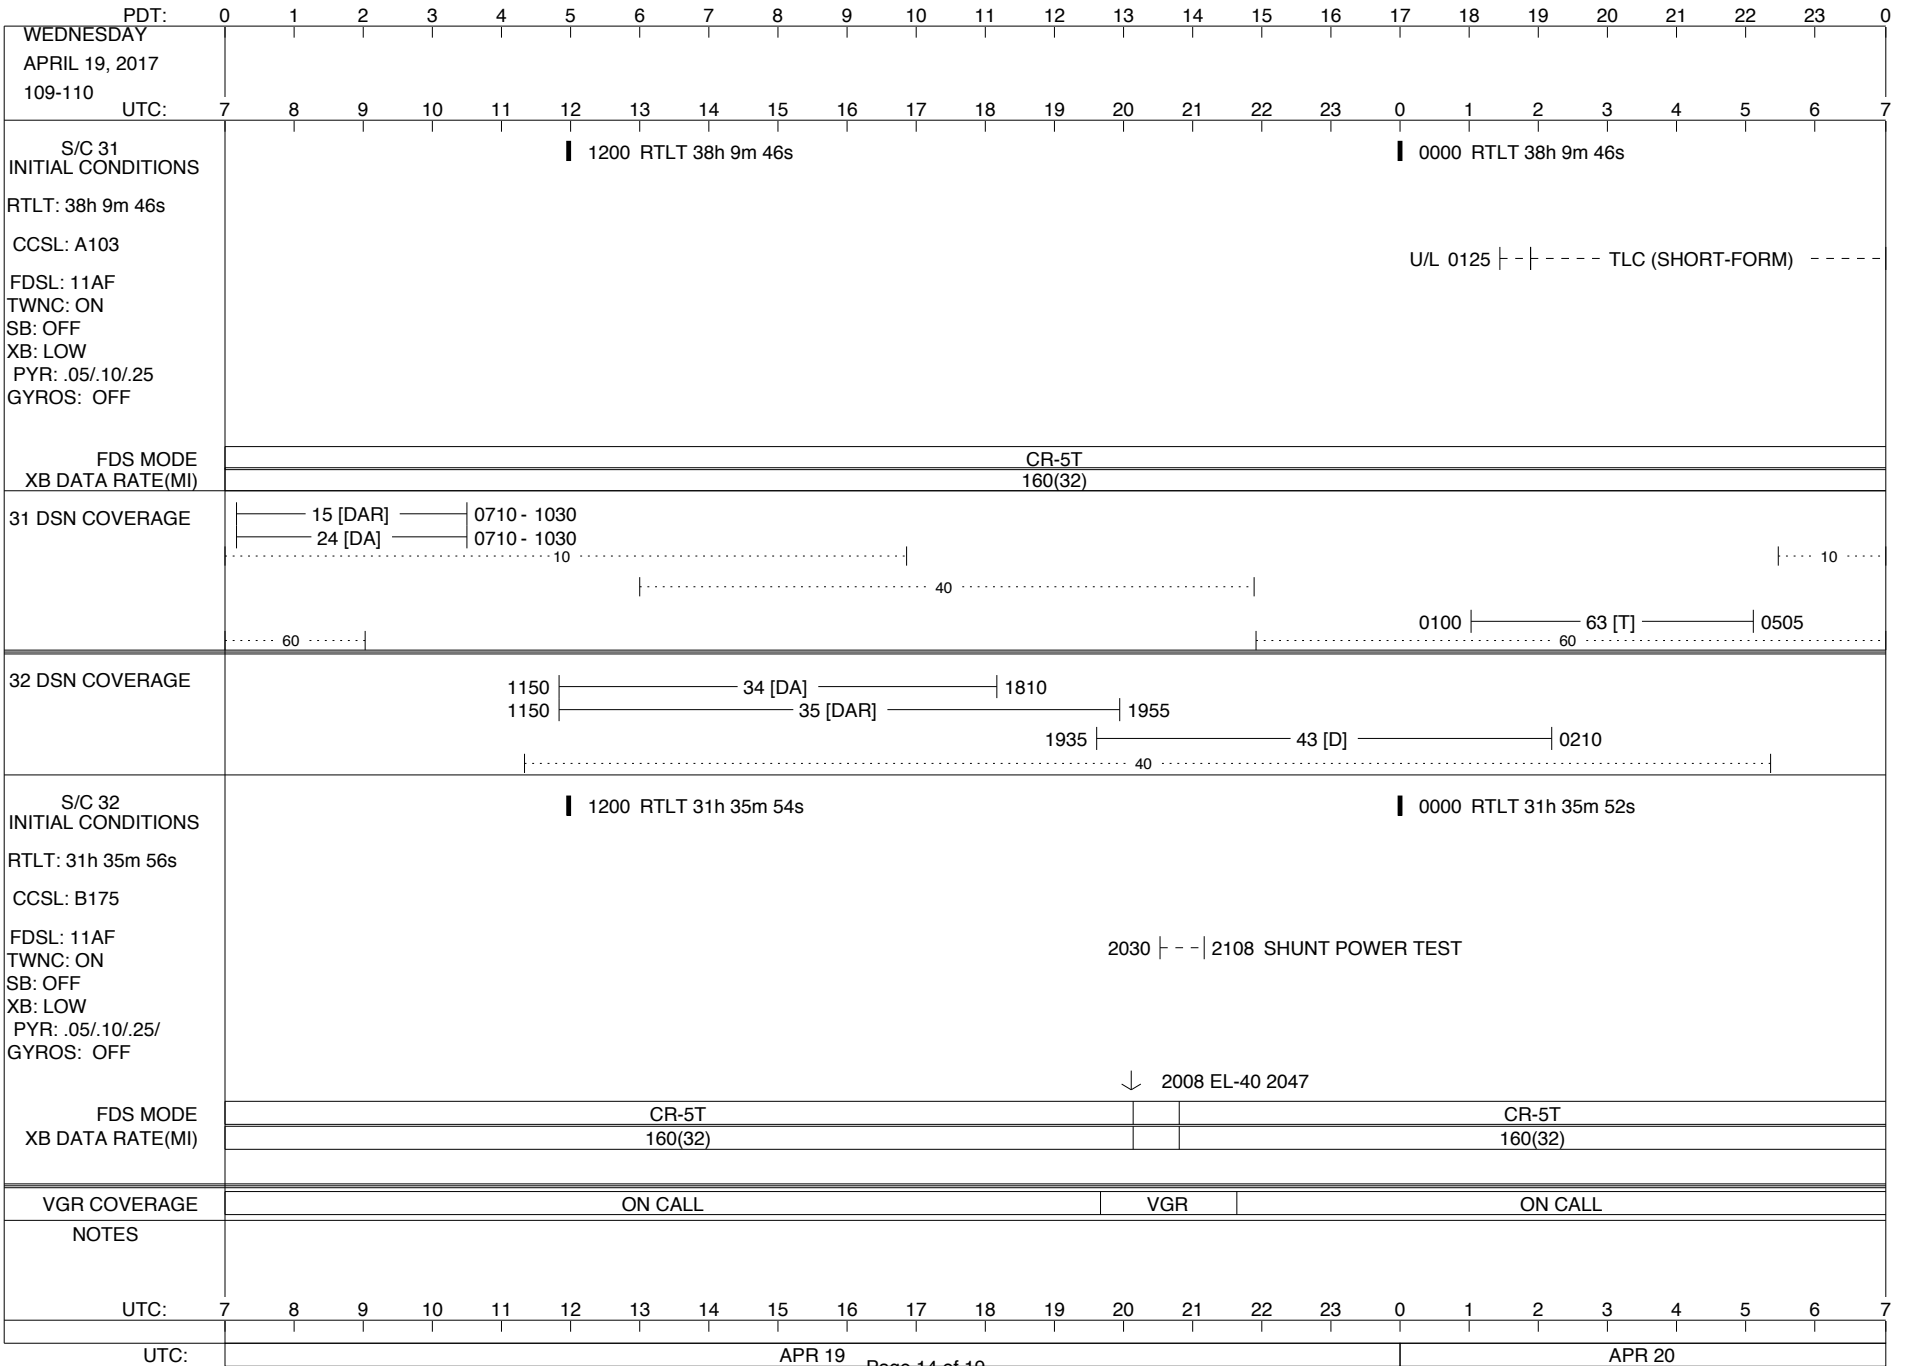 PDT: 0 1 2 3 4 5 6 7 8 9 10 11 12 13 14 15 16 17 18 19 20 21 22 23 0
WEDNESDAY
APRIL 19, 2017
109-110
UTC: 7 8 9 10 11 12 13 14 15 16 17 18 19 20 21 22 23 0 1 2 3 4 5 6 7
S/C 31
INITIAL CONDITIONS
1200 RTLT 38h 9m 46s
0000 RTLT 38h 9m 46s
RTLT: 38h 9m 46s
CCSL: A103
U/L 0125 TLC (SHORT-FORM)
FDSL: 11AF
TWNC: ON
SB: OFF
XB: LOW
PYR: .05/.10/.25
GYROS: OFF
FDS MODE CR-5T
XB DATA RATE(MI) 160(32)
31 DSN COVERAGE
15 [DAR] 0710 - 1030
24 [DA] 0710 - 1030
10 10
40
0100 63 [T] 0505
60 60
32 DSN COVERAGE
1150 34 [DA] 1810
1150 35 [DAR] 1955
1935 43 [D] 0210
40
S/C 32
INITIAL CONDITIONS
1200 RTLT 31h 35m 54s
0000 RTLT 31h 35m 52s
RTLT: 31h 35m 56s
CCSL: B175
FDSL: 11AF
2030 2108 SHUNT POWER TEST
TWNC: ON
SB: OFF
XB: LOW
PYR: .05/.10/.25/
GYROS: OFF
2008 EL-40 2047
FDS MODE CR-5T CR-5T
XB DATA RATE(MI) 160(32) 160(32)
VGR COVERAGE ON CALL VGR ON CALL
NOTES
UTC: 7 8 9 10 11 12 13 14 15 16 17 18 19 20 21 22 23 0 1 2 3 4 5 6 7
UTC: APR 19 APR 20
Page 14 of 19